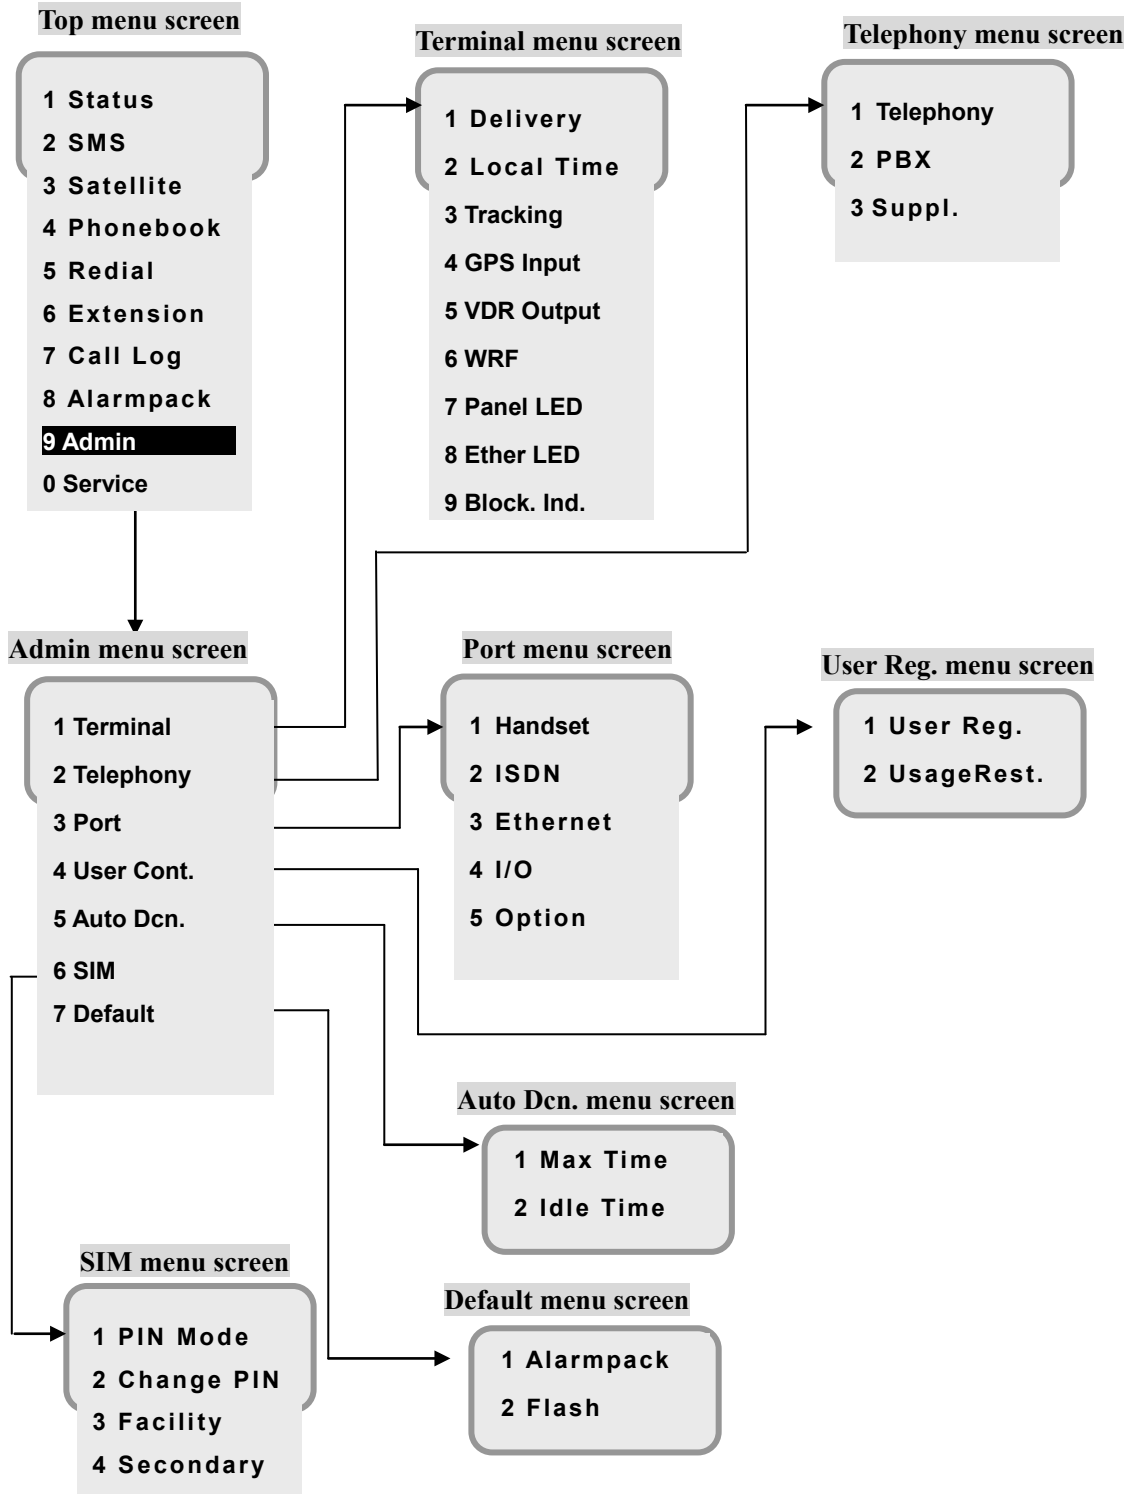 Top menu screen
1 Status
2 SMS
3 Satellite
4 Phonebook
5 Redial
6 Extension
7 Call Log
8 Alarmpack
9 Admin
0 Service
Terminal menu screen
1 Delivery
2 Local Time
3 Tracking
4 GPS Input
5 VDR Output
6 WRF
7 Panel LED
8 Ether LED
9 Block. Ind.
Telephony menu screen
1 Telephony
2 PBX
3 Suppl.
Admin menu screen
1 Terminal
2 Telephony
3 Port
4 User Cont.
5 Auto Dcn.
6 SIM
7 Default
Port menu screen
1 Handset
2 ISDN
3 Ethernet
4 I/O
5 Option
User Reg. menu screen
1 User Reg.
2 UsageRest.
Auto Dcn. menu screen
1 Max Time
2 Idle Time
SIM menu screen
1 PIN Mode
2 Change PIN
3 Facility
4 Secondary
Default menu screen
1 Alarmpack
2 Flash